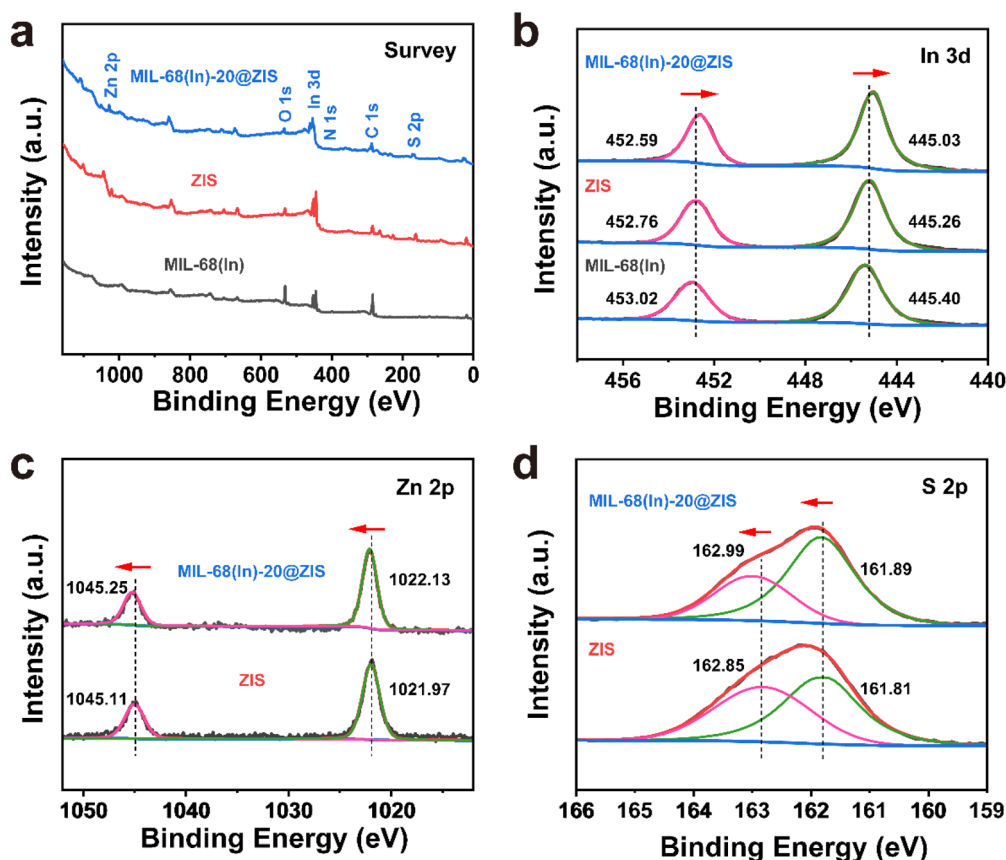 a
Survey
MIL-68(In)-20@ZIS
Zn 2p
O 1s
In 3d
N 1s
C 1s
S 2p
ZIS
MIL-68(In)
Intensity (a.u.)
1000 800 600 400 200 0
Binding Energy (eV)
b
In 3d
MIL-68(In)-20@ZIS
452.59
445.03
ZIS
452.76
445.26
MIL-68(In)
453.02
445.40
Intensity (a.u.)
456 452 448 444 440
Binding Energy (eV)
c
Zn 2p
1045.25
MIL-68(In)-20@ZIS
1022.13
1045.11
ZIS
1021.97
Intensity (a.u.)
1050 1040 1030 1020
Binding Energy (eV)
d
S 2p
MIL-68(In)-20@ZIS
162.99
161.89
ZIS
162.85
161.81
Intensity (a.u.)
166 165 164 163 162 161 160 159
Binding Energy (eV)